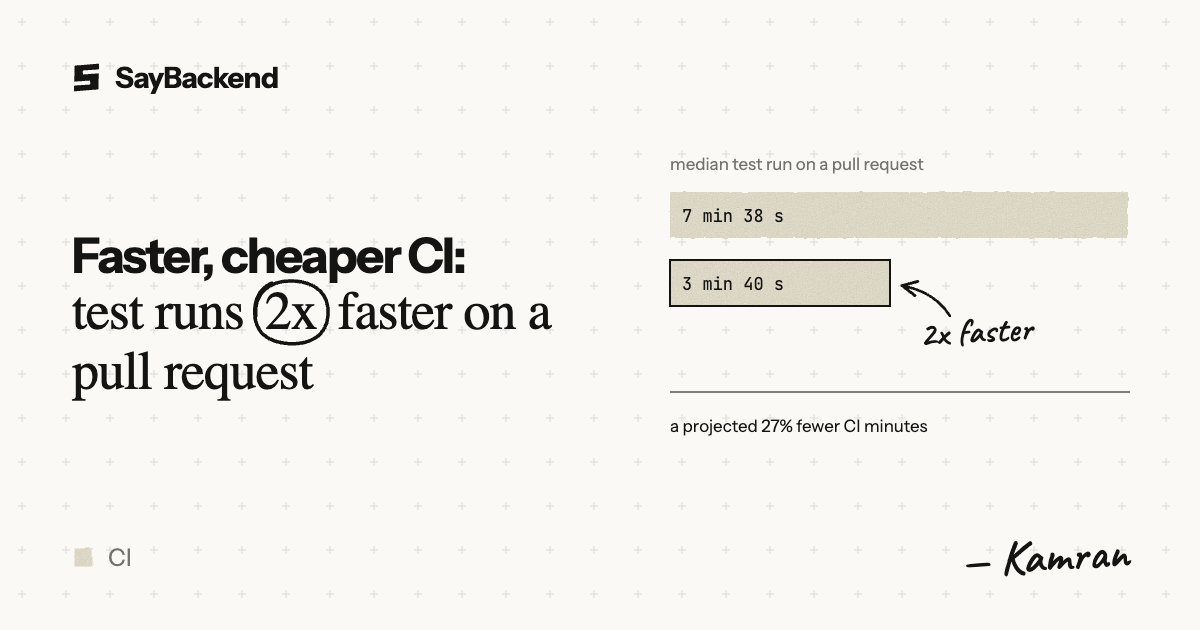 SayBackend
Faster, cheaper CI:
test runs 2x faster on a
pull request
median test run on a pull request
7 min 38 s
3 min 40 s
2x faster
a projected 27% fewer CI minutes
CI
— Kamran